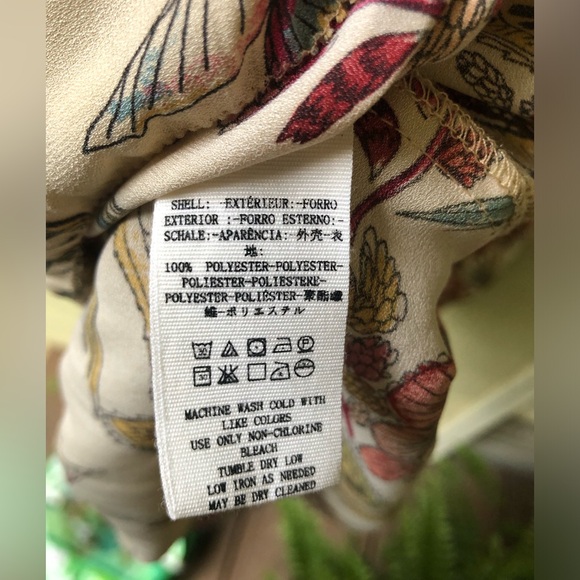 SHELL: -EXTÉRIEUR:-FORRO
EXTERIOR :-FORRO ESTERNO:-
SCHALE:-APARÊNCIA: 外壳-表
地:
100% POLYESTER-POLYESTER-
POLIESTER-POLIESTERE-
POLYESTER-POLIÉSTER-聚酯纖
維-ポリエステル
MACHINE WASH COLD WITH
LIKE COLORS
USE ONLY NON-CHLORINE
BLEACH
TUMBLE DRY LOW
LOW IRON AS NEEDED
MAY BE DRY CLEANED